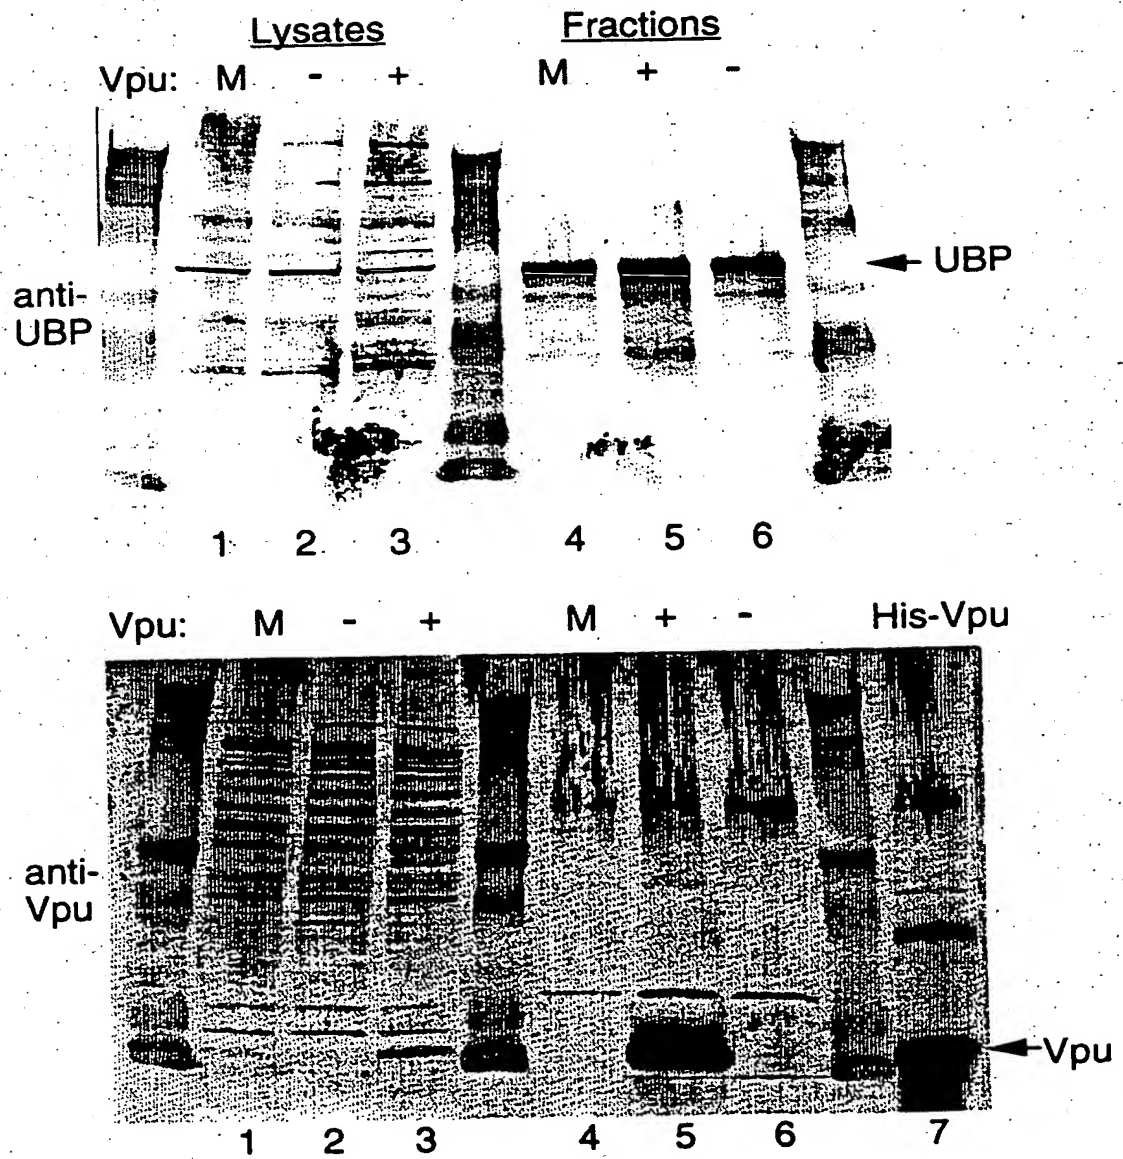 Lysates Fractions
Vpu: M - + M + -
UBP
anti-
UBP
1 2 3 4 5 6
Vpu: M - + M + - His-Vpu
anti-
Vpu
Vpu
1 2 3 4 5 6 7